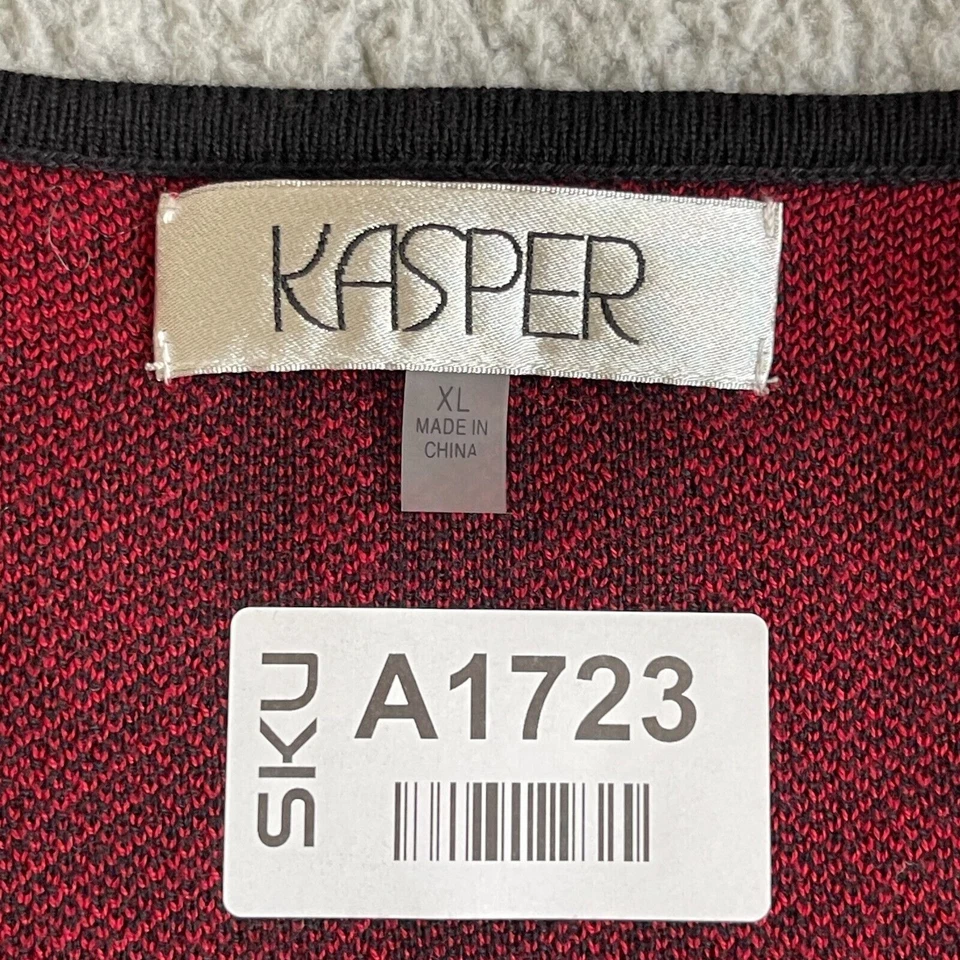 KASPER
XL
MADE IN
CHINA
SKU
A1723